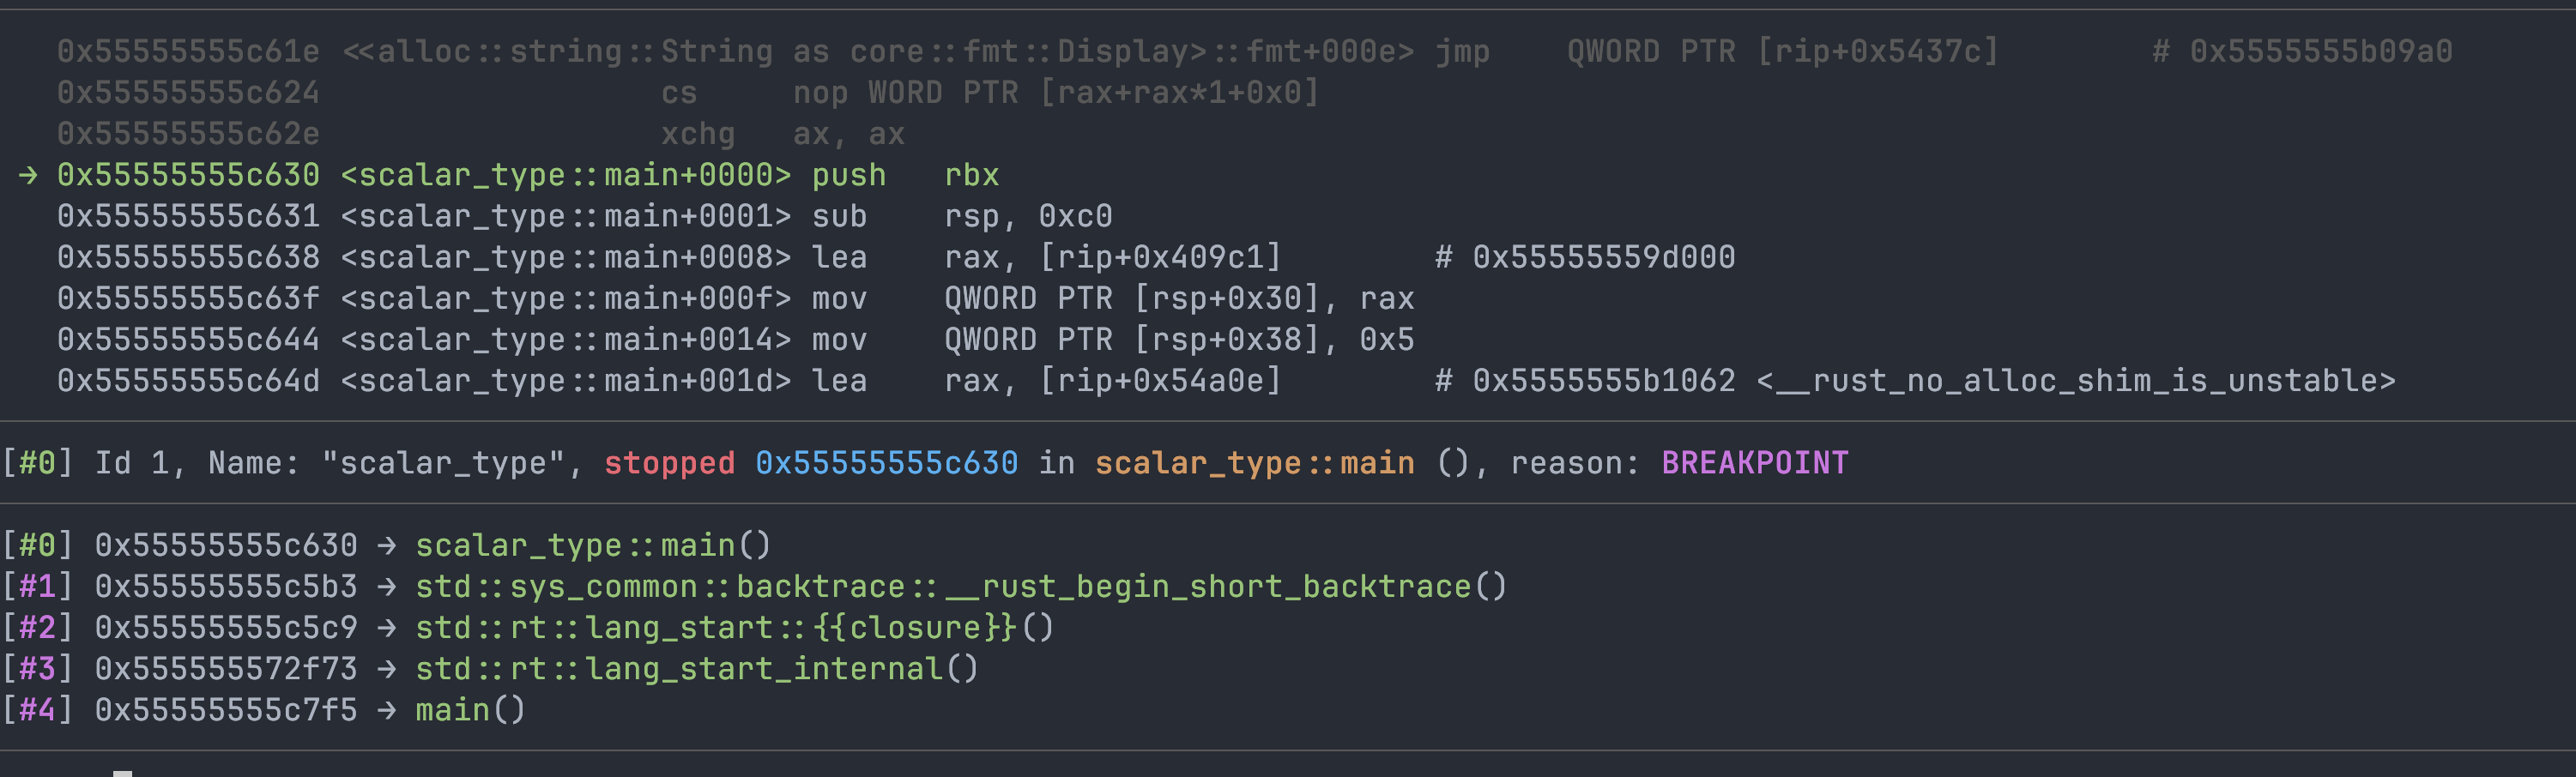 0x55555555c61e <<alloc::string::String as core::fmt::Display>::fmt+000e> jmp    QWORD PTR [rip+0x5437c]        # 0x5555555b09a0
0x55555555c624                  cs     nop WORD PTR [rax+rax*1+0x0]
0x55555555c62e                  xchg   ax, ax
→ 0x55555555c630 <scalar_type::main+0000> push   rbx
0x55555555c631 <scalar_type::main+0001> sub    rsp, 0xc0
0x55555555c638 <scalar_type::main+0008> lea    rax, [rip+0x409c1]        # 0x55555559d000
0x55555555c63f <scalar_type::main+000f> mov    QWORD PTR [rsp+0x30], rax
0x55555555c644 <scalar_type::main+0014> mov    QWORD PTR [rsp+0x38], 0x5
0x55555555c64d <scalar_type::main+001d> lea    rax, [rip+0x54a0e]        # 0x5555555b1062 <__rust_no_alloc_shim_is_unstable>
[#0] Id 1, Name: "scalar_type", stopped 0x55555555c630 in scalar_type::main (), reason: BREAKPOINT
[#0] 0x55555555c630 → scalar_type::main()
[#1] 0x55555555c5b3 → std::sys_common::backtrace::__rust_begin_short_backtrace()
[#2] 0x55555555c5c9 → std::rt::lang_start::{{closure}}()
[#3] 0x555555572f73 → std::rt::lang_start_internal()
[#4] 0x55555555c7f5 → main()